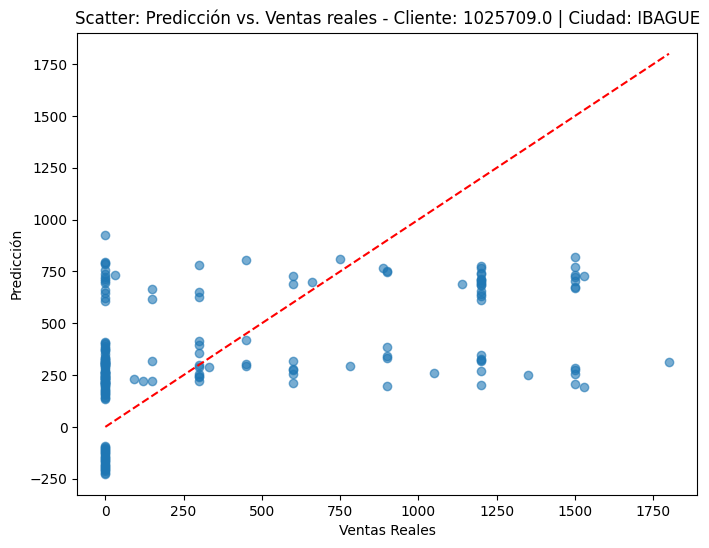 Scatter: Predicción vs. Ventas reales - Cliente: 1025709.0 | Ciudad: IBAGUE
1750
1500
1250
1000
750
500
250
0
−250
Predicción
0 250 500 750 1000 1250 1500 1750
Ventas Reales